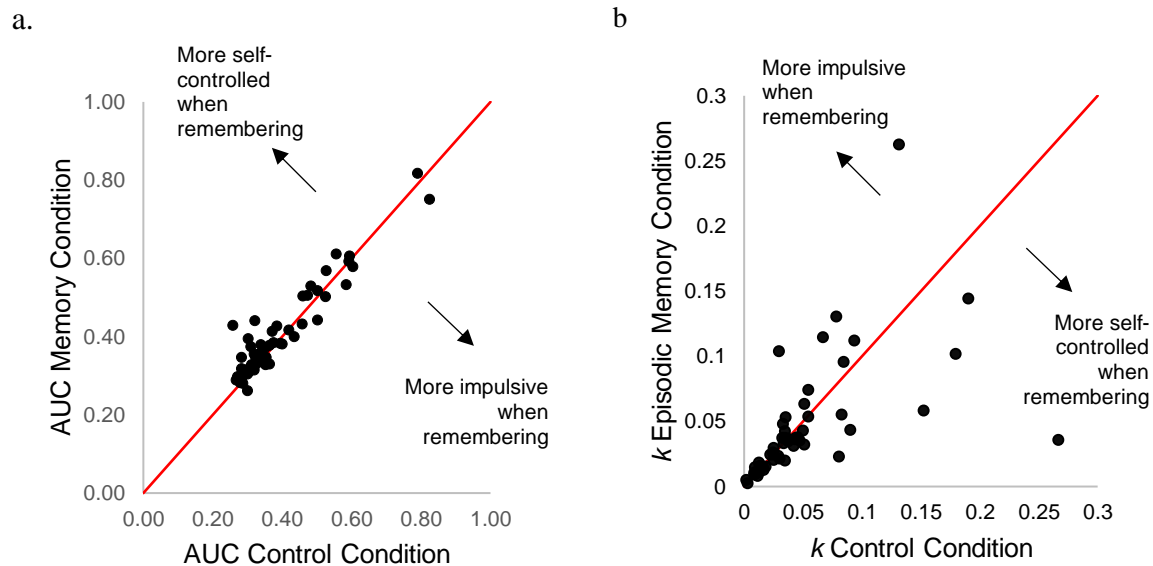 a.
More self-
controlled
when
remembering
1.00
0.80
0.60
0.40
0.20
0.00
AUC Memory Condition
More impulsive
when
remembering
0.00 0.20 0.40 0.60 0.80 1.00
AUC Control Condition
b
More impulsive
when
remembering
0.3
0.25
0.2
0.15
0.1
0.05
0
k Episodic Memory Condition
More self-
controlled
when
remembering
0 0.05 0.1 0.15 0.2 0.25 0.3
k Control Condition